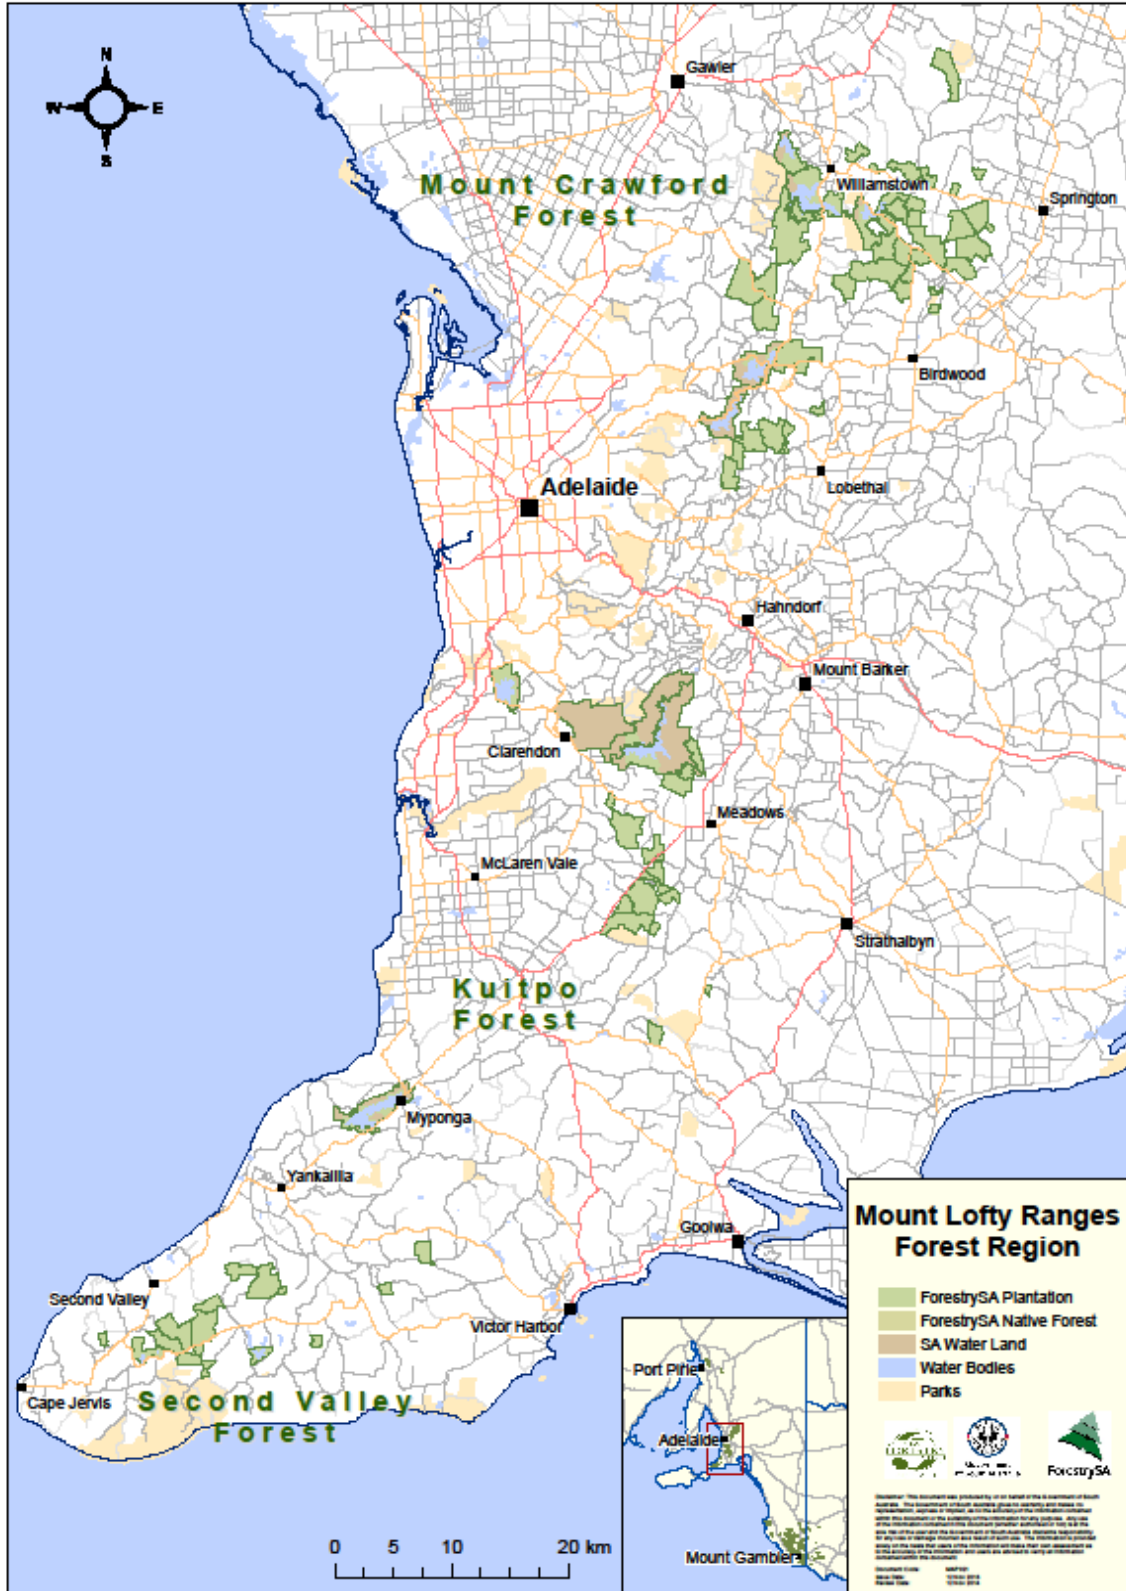 N
W
E
S
Gawler
Mount Crawford
Forest
Williamstown
Springton
Birdwood
Lobethal
Adelaide
Hahndorf
Mount Barker
Clarendon
Meadows
McLaren Vale
Strathalbyn
Kuitpo
Forest
Myponga
Yankalilla
Goolwa
Second Valley
Victor Harbor
Cape Jervis
Second Valley
Forest
0 5 10 20 km
Port Pirie
Adelaide
Mount Gambier
Mount Lofty Ranges
Forest Region
ForestrySA Plantation
ForestrySA Native Forest
SA Water Land
Water Bodies
Parks
ForestrySA